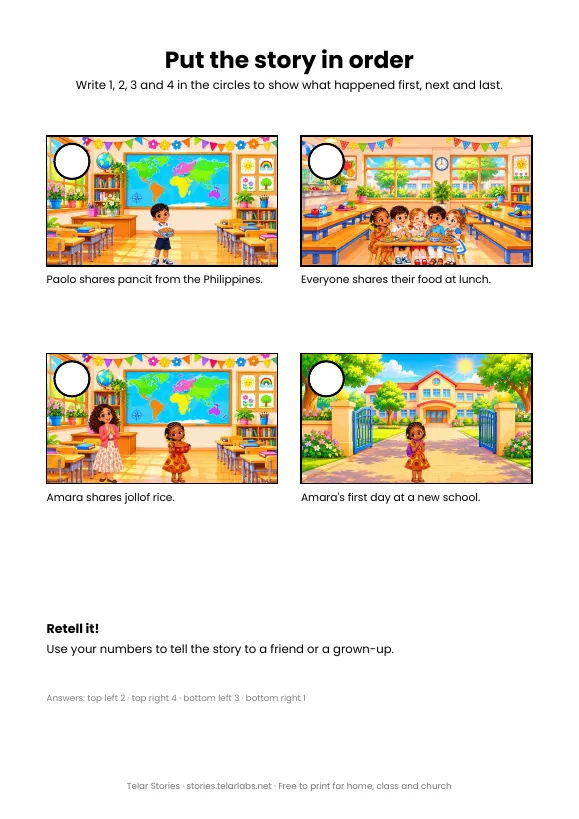 Put the story in order
Write 1, 2, 3 and 4 in the circles to show what happened first, next and last.
Paolo shares pancit from the Philippines.
Everyone shares their food at lunch.
Amara shares jollof rice.
Amara's first day at a new school.
Retell it!
Use your numbers to tell the story to a friend or a grown-up.
Answers: top left 2 · top right 4 · bottom left 3 · bottom right 1
Telar Stories · stories.telarlabs.net · Free to print for home, class and church